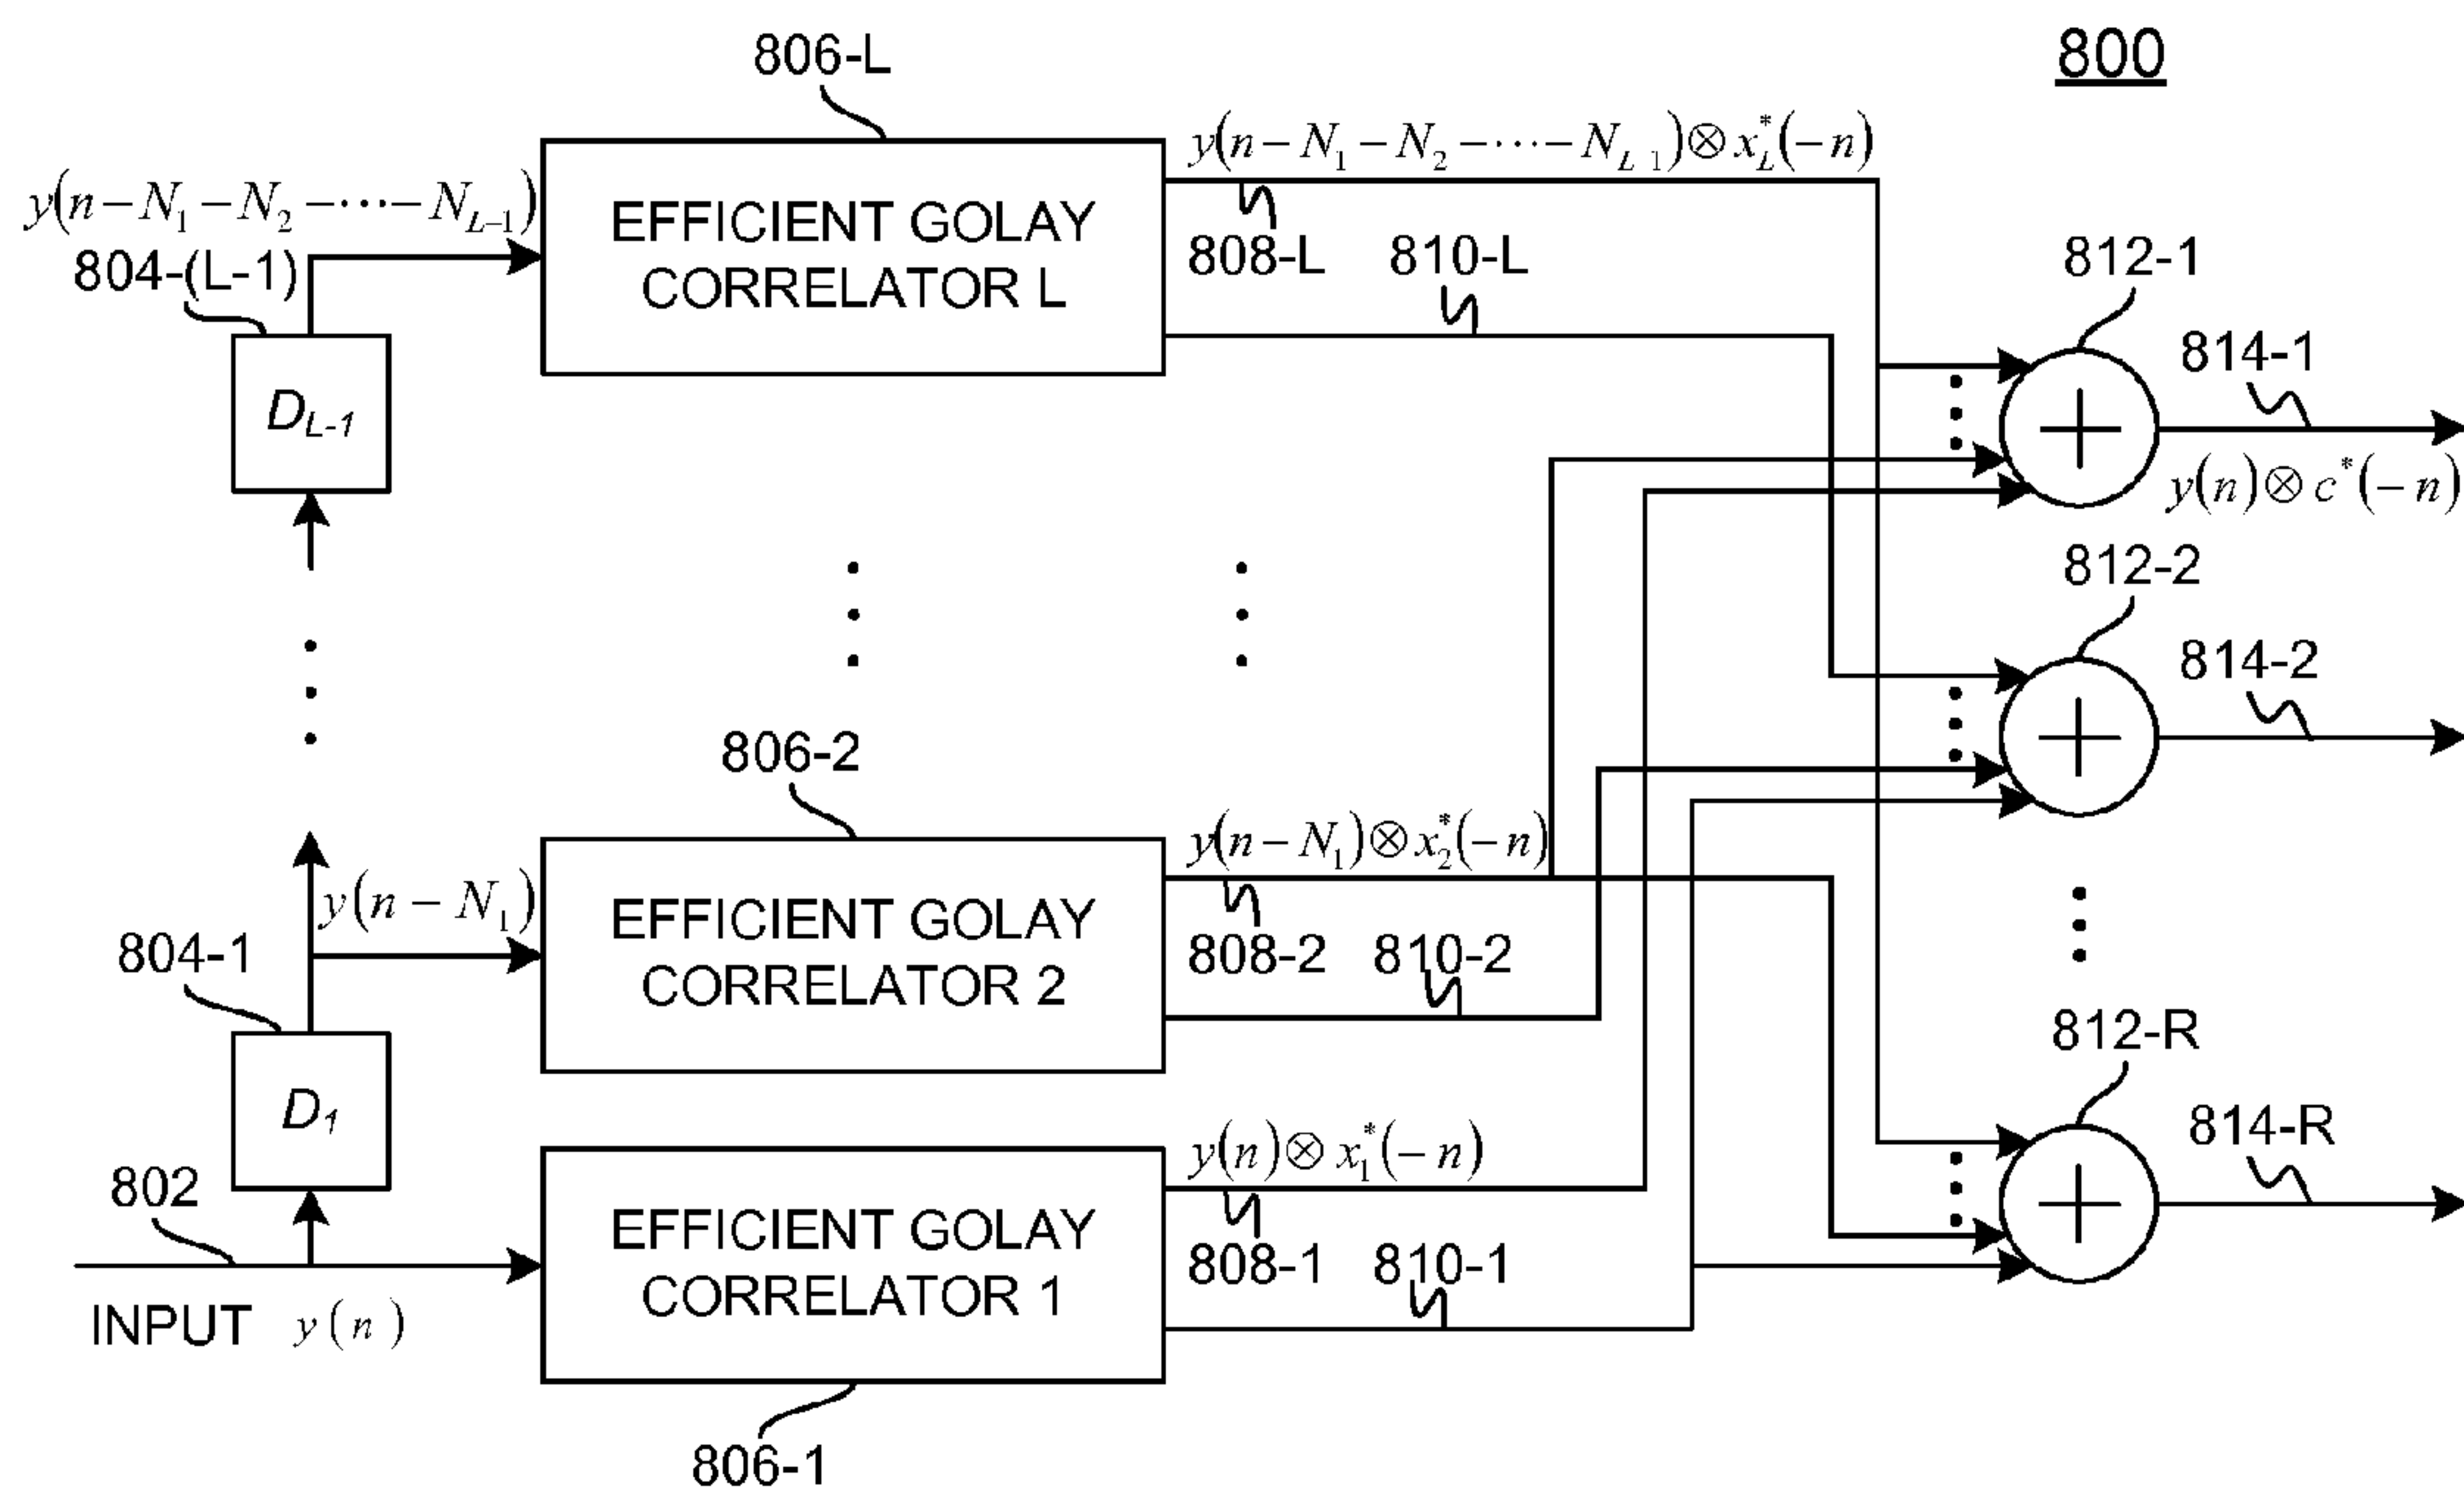 800
806-L
y(n−N₁−N₂−⋯−N_{L-1})
804-(L-1)
EFFICIENT GOLAY
CORRELATOR L
y(n−N₁−N₂−⋯−N_{L 1})⊗x*_L(−n)
808-L
810-L
812-1
814-1
D_{L-1}
+
y(n)⊗c*(−n)
812-2
814-2
+
806-2
y(n−N₁)
804-1
EFFICIENT GOLAY
CORRELATOR 2
y(n−N₁)⊗x*₂(−n)
808-2
810-2
D₁
812-R
814-R
+
802
INPUT y(n)
EFFICIENT GOLAY
CORRELATOR 1
y(n)⊗x*₁(−n)
808-1
810-1
806-1